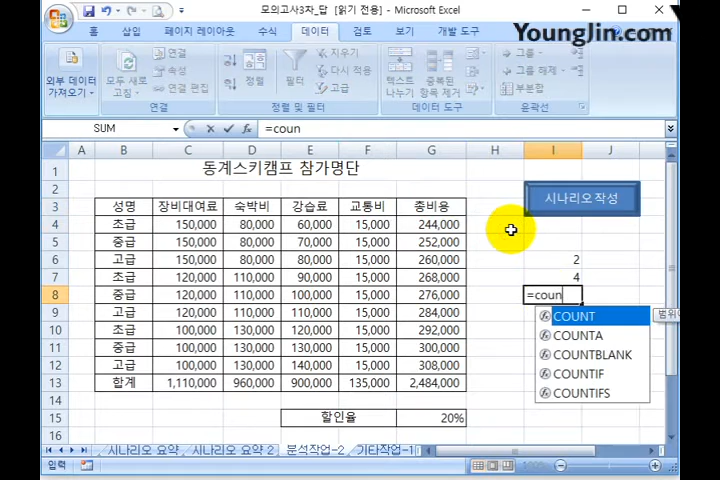 모의고사3자_답 [읽기 전용] - Microsoft Excel
Younglin.com
홈 삽입 페이지 레이아웃 수식 데이터 검토 보기 개발 도구
외부 데이터 가져오기
모두 새로 고침
연결
속성
연결 편집
연결
정렬
필터
지우기
다시 적용
고급
정렬 및 필터
텍스트 나누기
중복된 항목 제거
데이터 도구
그룹
그룹 해제
부분합
윤곽선
SUM =coun
A B C D E F G H I J
1 동계스키캠프 참가명단
2 시나리오작성
3 성명 장비대여료 숙박비 강습료 교통비 총비용
4 초급 150,000 80,000 60,000 15,000 244,000
5 중급 150,000 80,000 70,000 15,000 252,000
6 고급 150,000 80,000 80,000 15,000 260,000 2
7 초급 120,000 110,000 90,000 15,000 268,000 4
8 중급 120,000 110,000 100,000 15,000 276,000 =coun
9 고급 120,000 110,000 110,000 15,000 284,000
10 초급 100,000 130,000 120,000 15,000 292,000
11 중급 100,000 130,000 130,000 15,000 300,000
12 고급 100,000 130,000 140,000 15,000 308,000
13 합계 1,110,000 960,000 900,000 135,000 2,484,000
14
15 할인율 20%
16
COUNT
COUNTA
COUNTBLANK
COUNTIF
COUNTIFS
범위에
시나리오 요약 시나리오 요약 2 분석작업-2 기타작업-1
입력